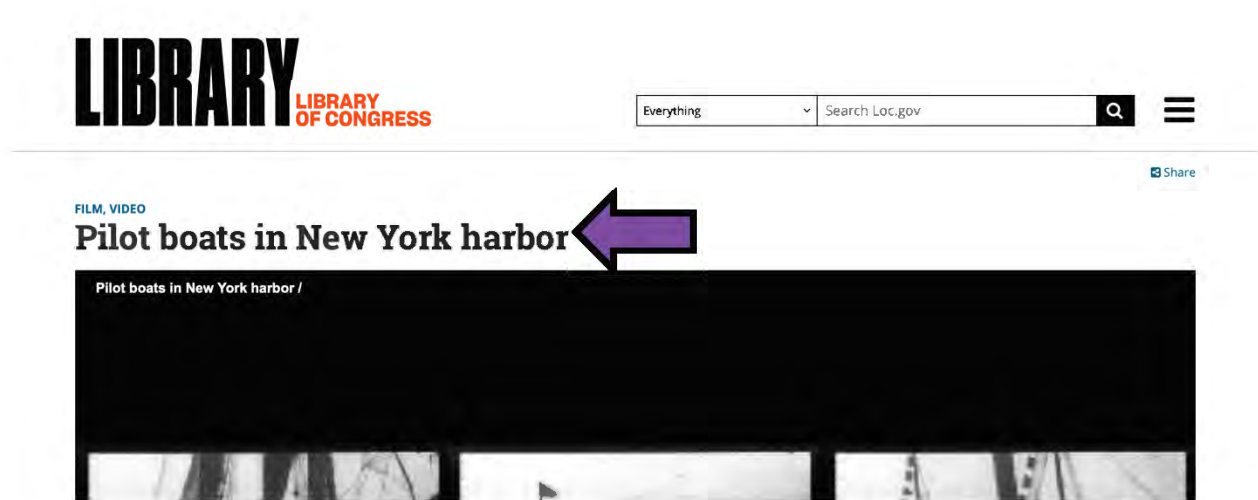 LIBRARY
LIBRARY
OF CONGRESS
Everything
Search Loc.gov
Share
FILM, VIDEO
Pilot boats in New York harbor
Pilot boats in New York harbor /